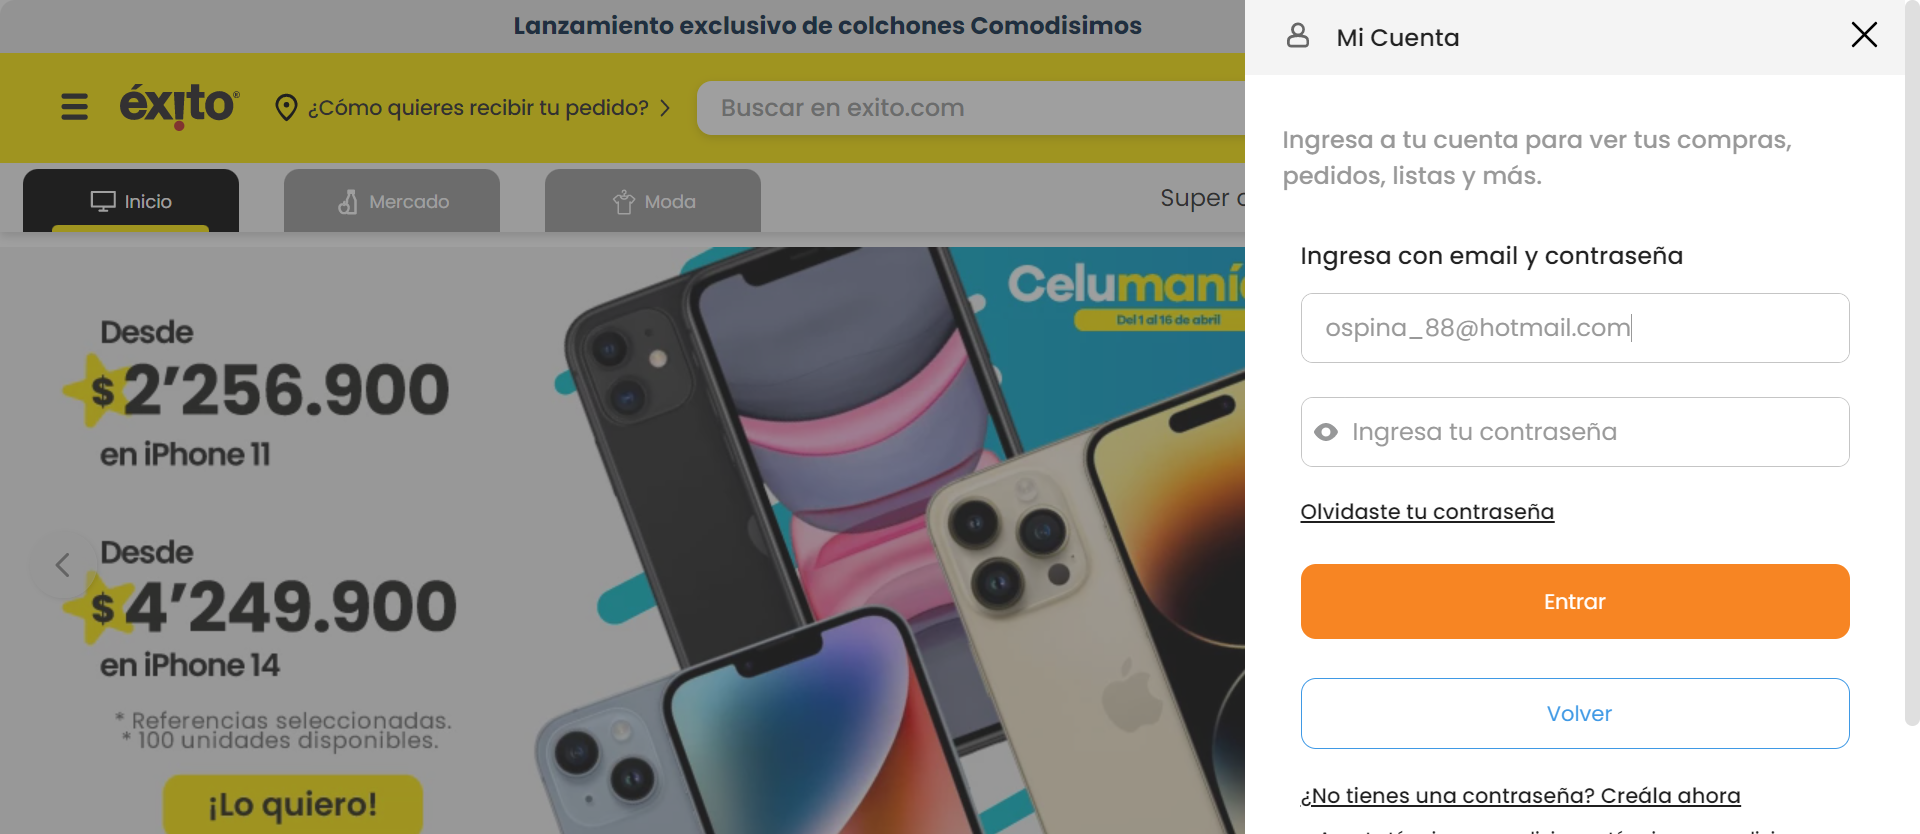 Lanzamiento exclusivo de colchones Comodisimos
éxito
¿Cómo quieres recibir tu pedido?
Buscar en exito.com
Inicio
Mercado
Moda
Super
Desde
$ 2'256.900
en iPhone 11
Desde
$ 4'249.900
en iPhone 14
* Referencias seleccionadas.
* 100 unidades disponibles.
¡Lo quiero!
Celumanía
Del 1 al 16 de abril
Mi Cuenta
Ingresa a tu cuenta para ver tus compras,
pedidos, listas y más.
Ingresa con email y contraseña
ospina_88@hotmail.com
Ingresa tu contraseña
Olvidaste tu contraseña
Entrar
Volver
¿No tienes una contraseña? Creála ahora